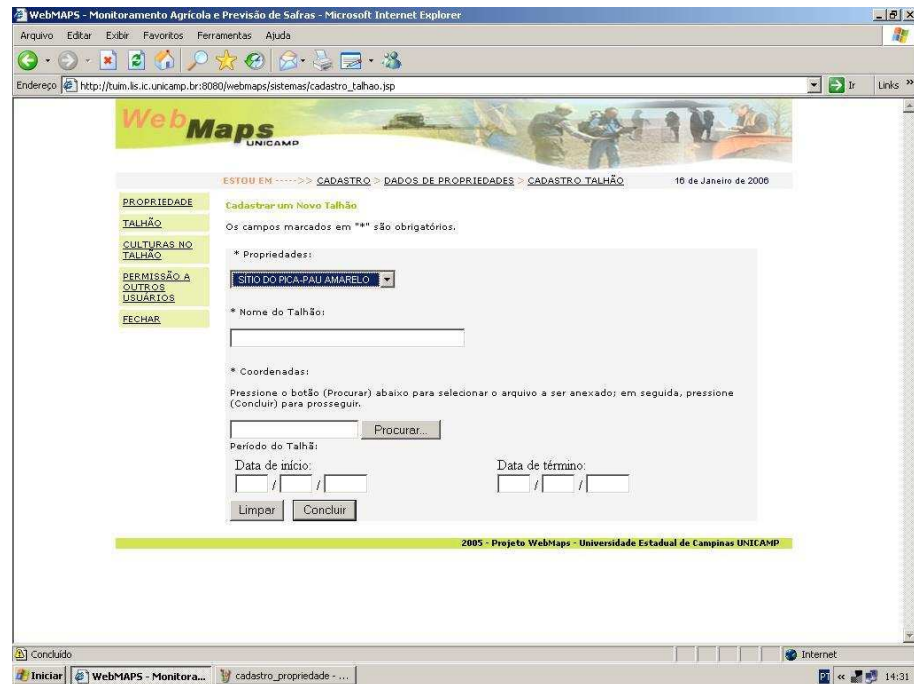 WebMAPS - Monitoramento Agrícola e Previsão de Safras - Microsoft Internet Explorer
Arquivo Editar Exibir Favoritos Ferramentas Ajuda
Endereço http://tuim.lis.ic.unicamp.br:8080/webmaps/sistemas/cadastro_talhao.jsp Ir Links »
WebMaps
UNICAMP
ESTOU EM ----->> CADASTRO > DADOS DE PROPRIEDADES > CADASTRO TALHÃO 16 de Janeiro de 2006
PROPRIEDADE
TALHÃO
CULTURAS NO
TALHÃO
PERMISSÃO A
OUTROS
USUÁRIOS
FECHAR
Cadastrar um Novo Talhão
Os campos marcados em "*" são obrigatórios.
* Propriedades:
SÍTIO DO PICA-PAU AMARELO
* Nome do Talhão:
* Coordenadas:
Pressione o botão (Procurar) abaixo para selecionar o arquivo a ser anexado; em seguida, pressione
(Concluir) para prosseguir.
Procurar...
Período do Talhã:
Data de início: Data de término:
/ / / /
Limpar Concluir
2005 - Projeto WebMaps - Universidade Estadual de Campinas UNICAMP
Concluído Internet
Iniciar WebMAPS - Monitora... cadastro_propriedade - ... PT « 14:31